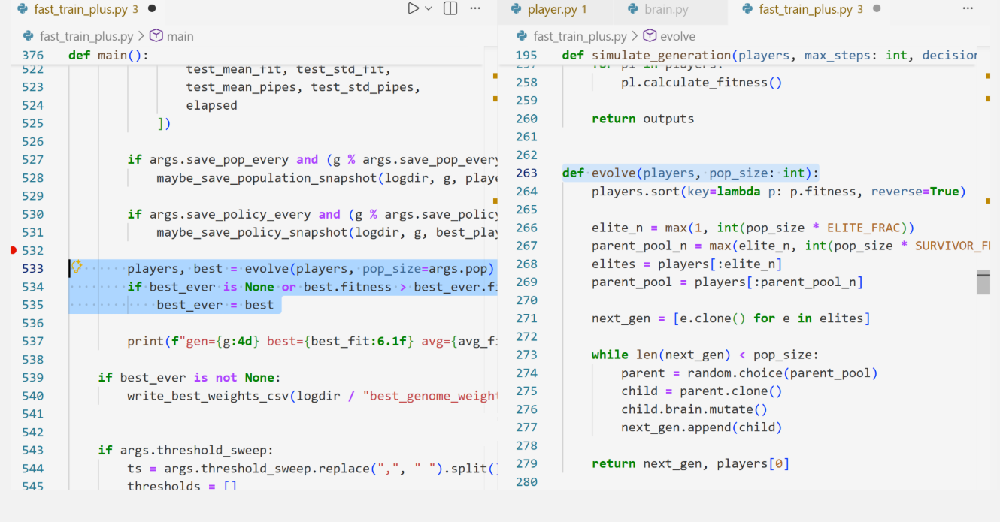 fast_train_plus.py 3
fast_train_plus.py > main
376 def main():
522 test_mean_fit, test_std_fit,
523 test_mean_pipes, test_std_pipes,
524 elapsed
525 ])
526
527 if args.save_pop_every and (g % args.save_pop_every
528 maybe_save_population_snapshot(logdir, g, playe
529
530 if args.save_policy_every and (g % args.save_policy
531 maybe_save_policy_snapshot(logdir, g, best_play
532
533 players, best = evolve(players, pop_size=args.pop)
534 if best_ever is None or best.fitness > best_ever.fi
535 best_ever = best
536
537 print(f"gen={g:4d} best={best_fit:6.1f} avg={avg_fi
538
539 if best_ever is not None:
540 write_best_weights_csv(logdir / "best_genome_weight
541
542
543 if args.threshold_sweep:
544 ts = args.threshold_sweep.replace(",", " ").split()
545 thresholds = []
player.py 1
brain.py
fast_train_plus.py 3
fast_train_plus.py > evolve
195 def simulate_generation(players, max_steps: int, decision
257 for pl in players:
258 pl.calculate_fitness()
259
260 return outputs
261
262
263 def evolve(players, pop_size: int):
264 players.sort(key=lambda p: p.fitness, reverse=True)
265
266 elite_n = max(1, int(pop_size * ELITE_FRAC))
267 parent_pool_n = max(elite_n, int(pop_size * SURVIVOR_F
268 elites = players[:elite_n]
269 parent_pool = players[:parent_pool_n]
270
271 next_gen = [e.clone() for e in elites]
272
273 while len(next_gen) < pop_size:
274 parent = random.choice(parent_pool)
275 child = parent.clone()
276 child.brain.mutate()
277 next_gen.append(child)
278
279 return next_gen, players[0]
280